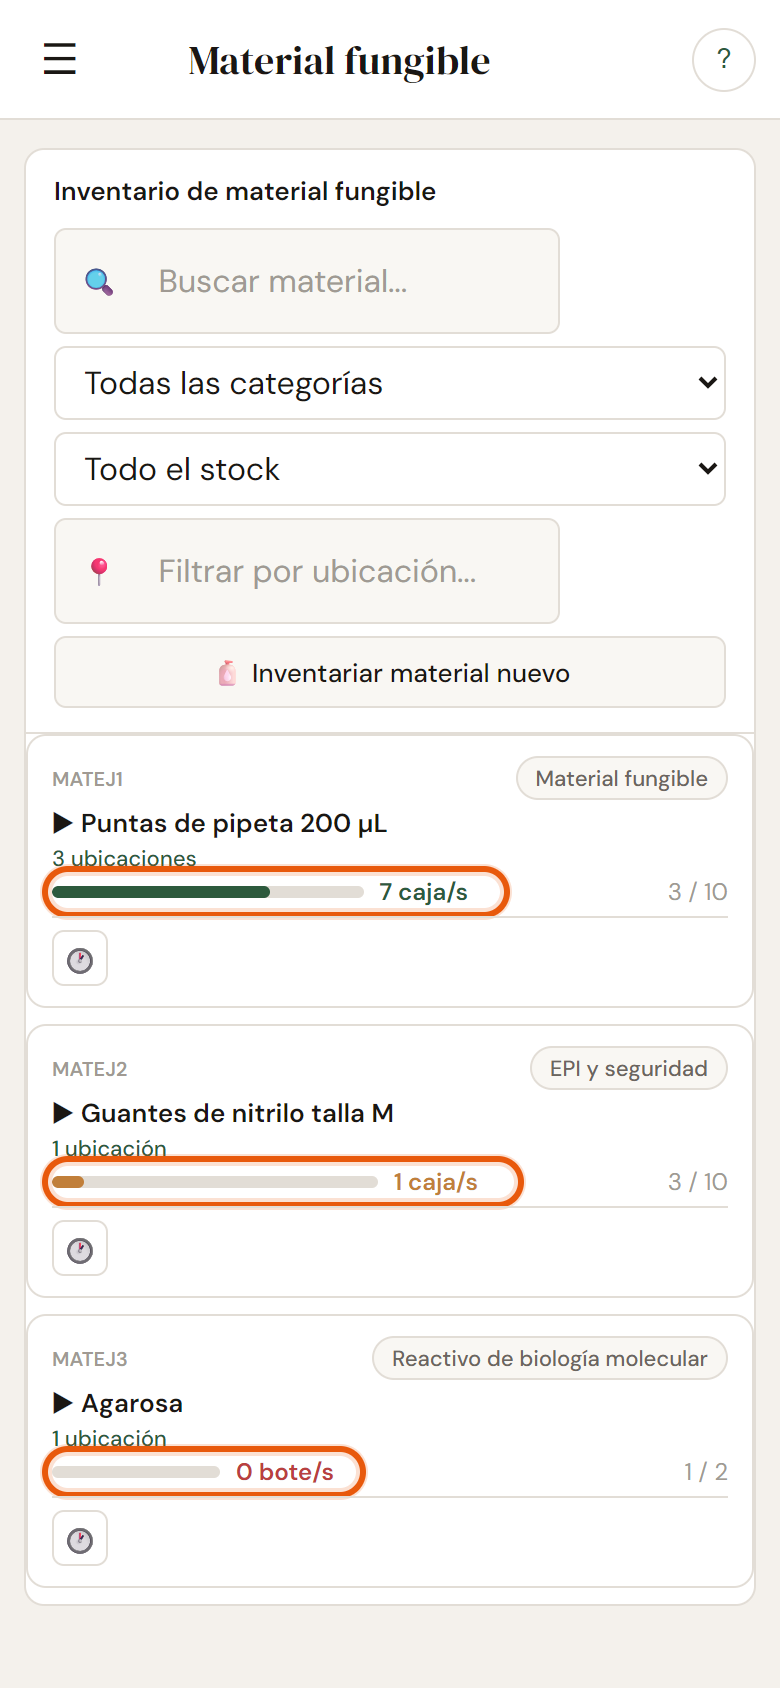 Material fungible
?
Inventario de material fungible
Buscar material...
Todas las categorías
Todo el stock
Filtrar por ubicación...
Inventariar material nuevo
MATEJ1
Material fungible
▶ Puntas de pipeta 200 µL
3 ubicaciones
7 caja/s
3 / 10
MATEJ2
EPI y seguridad
▶ Guantes de nitrilo talla M
1 ubicación
1 caja/s
3 / 10
MATEJ3
Reactivo de biología molecular
▶ Agarosa
1 ubicación
0 bote/s
1 / 2